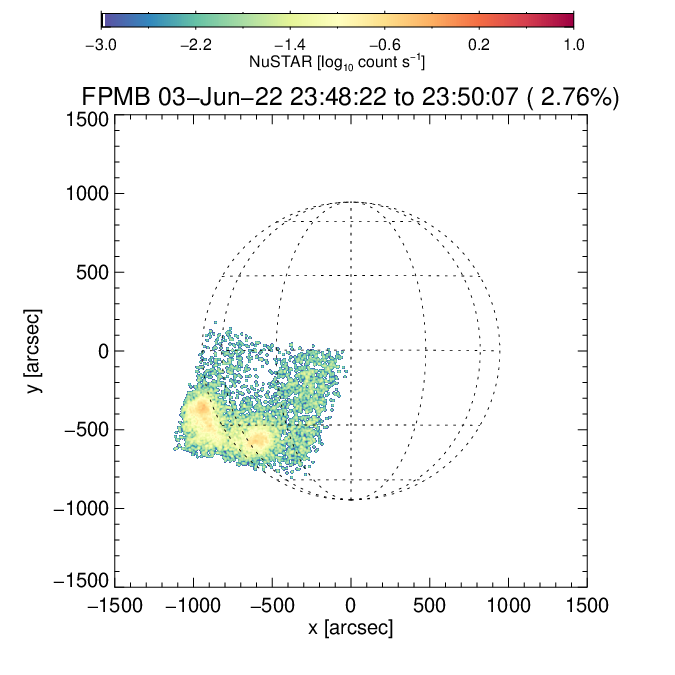 −3.0 −2.2 −1.4 −0.6 0.2 1.0
NuSTAR [log₁₀ count s⁻¹]
FPMB 03−Jun−22 23:48:22 to 23:50:07 ( 2.76%)
1500
1000
500
0
−500
−1000
−1500
y [arcsec]
−1500 −1000 −500 0 500 1000 1500
x [arcsec]